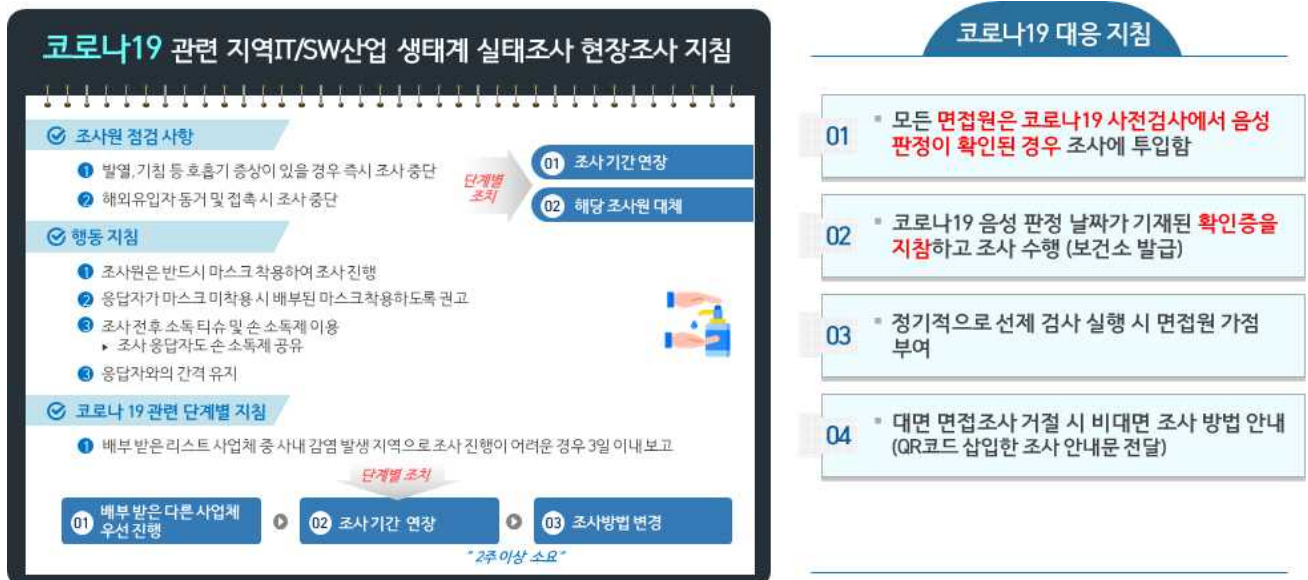 코로나19 관련 지역IT/SW산업 생태계 실태조사 현장조사 지침
조사원 점검 사항
1 발열, 기침 등 호흡기 증상이 있을 경우 즉시 조사 중단
2 해외유입자 동거 및 접촉 시 조사 중단
단계별
조치
01 조사 기간 연장
02 해당 조사원 대체
행동 지침
1 조사원은 반드시 마스크 착용하여 조사 진행
2 응답자가 마스크 미착용 시 배부된 마스크 착용하도록 권고
3 조사 전후 소독 티슈 및 손 소독제 이용
▸ 조사 응답자도 손 소독제 공유
3 응답자와의 간격 유지
코로나 19 관련 단계별 지침
1 배부 받은 리스트 사업체 중 사내 감염 발생 지역으로 조사 진행이 어려운 경우 3일 이내 보고
단계별 조치
01 배부 받은 다른 사업체
우선 진행
02 조사 기간 연장
03 조사방법 변경
"2주 이상 소요"
코로나19 대응 지침
01 ▪ 모든 면접원은 코로나19 사전검사에서 음성
판정이 확인된 경우 조사에 투입함
02 ▪ 코로나19 음성 판정 날짜가 기재된 확인증을
지참하고 조사 수행 (보건소 발급)
03 ▪ 정기적으로 선제 검사 실행 시 면접원 가점
부여
04 ▪ 대면 면접조사 거절 시 비대면 조사 방법 안내
(QR코드 삽입한 조사 안내문 전달)